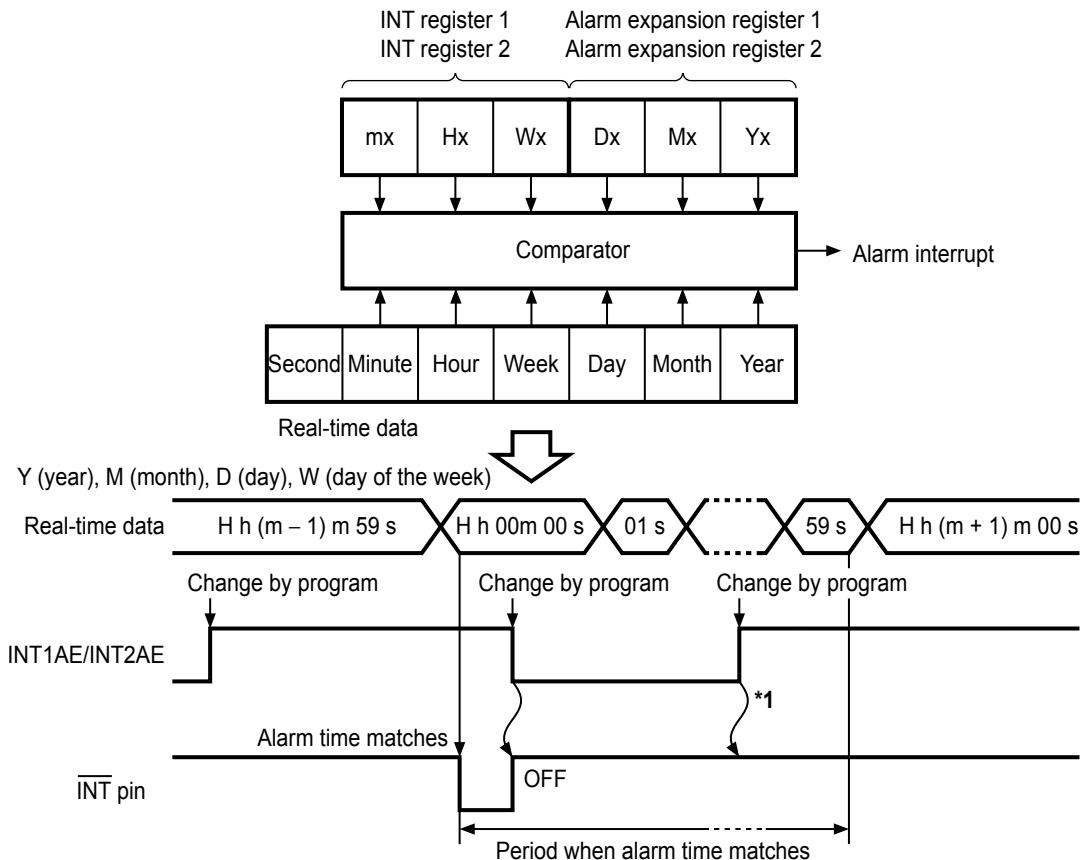 INT register 1
INT register 2
Alarm expansion register 1
Alarm expansion register 2
mx Hx Wx Dx Mx Yx
Comparator
Alarm interrupt
Second Minute Hour Week Day Month Year
Real-time data
Y (year), M (month), D (day), W (day of the week)
Real-time data
H h (m − 1) m 59 s
H h 00m 00 s
01 s
59 s
H h (m + 1) m 00 s
Change by program
Change by program
Change by program
INT1AE/INT2AE
*1
Alarm time matches
OFF
INT pin
Period when alarm time matches